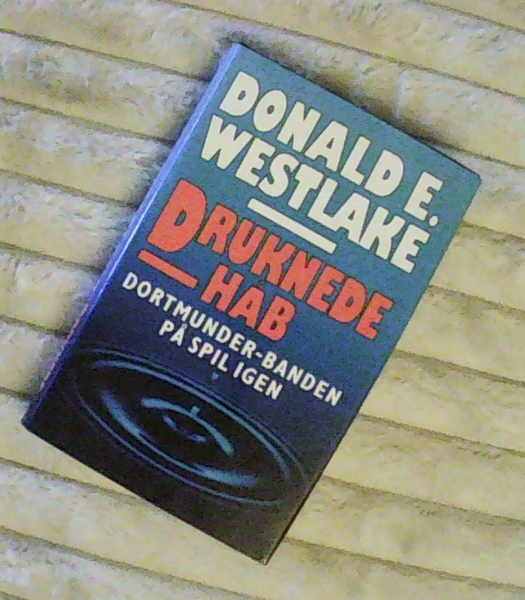 DONALD E.
WESTLAKE
DRUKNEDE
HÅB
DORTMUNDER-BANDEN
PÅ SPIL IGEN